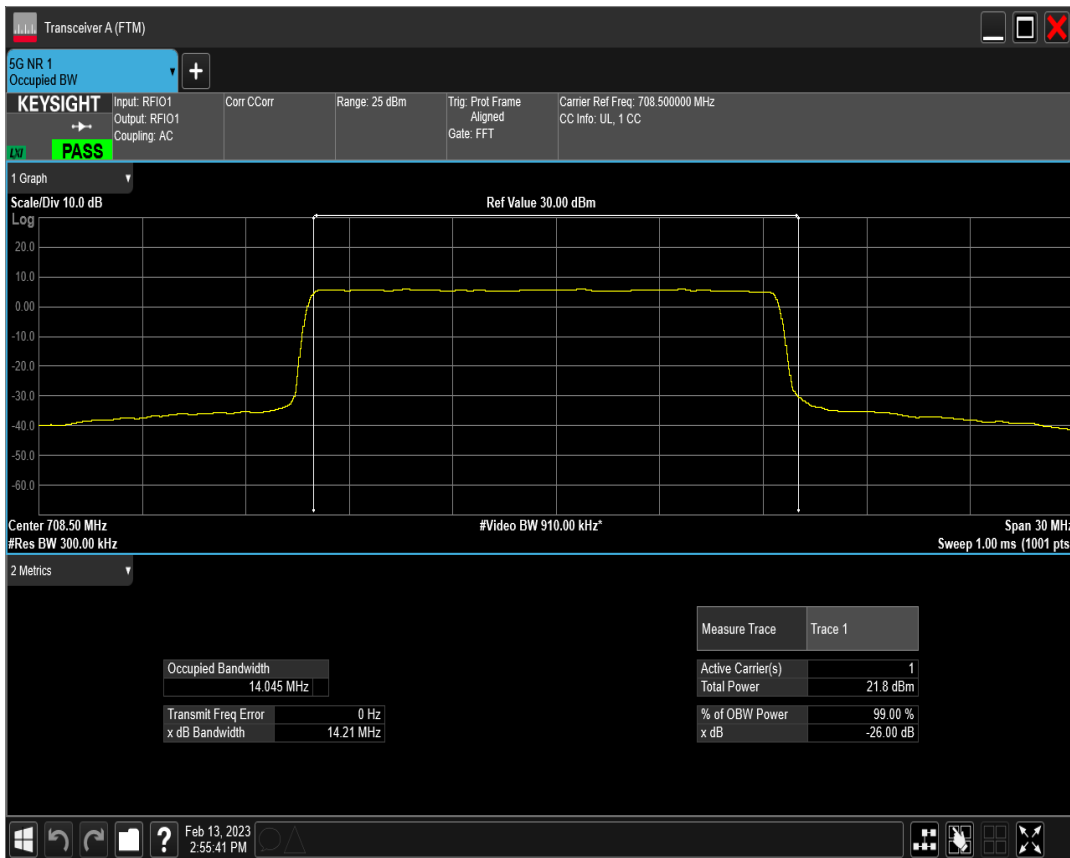 Transceiver A (FTM)
5G NR 1
Occupied BW
+
KEYSIGHT
LXI
PASS
Input: RFIO1
Output: RFIO1
Coupling: AC
Corr CCorr
Range: 25 dBm
Trig: Prot Frame
Aligned
Gate: FFT
Carrier Ref Freq: 708.500000 MHz
CC Info: UL, 1 CC
1 Graph
Scale/Div 10.0 dB
Ref Value 30.00 dBm
Log
20.0
10.0
0.00
-10.0
-20.0
-30.0
-40.0
-50.0
-60.0
Center 708.50 MHz
#Video BW 910.00 kHz*
Span 30 MHz
#Res BW 300.00 kHz
Sweep 1.00 ms (1001 pts
2 Metrics
Measure Trace Trace 1
Occupied Bandwidth
14.045 MHz
Active Carrier(s) 1
Total Power 21.8 dBm
Transmit Freq Error 0 Hz
x dB Bandwidth 14.21 MHz
% of OBW Power 99.00 %
x dB -26.00 dB
?
Feb 13, 2023
2:55:41 PM